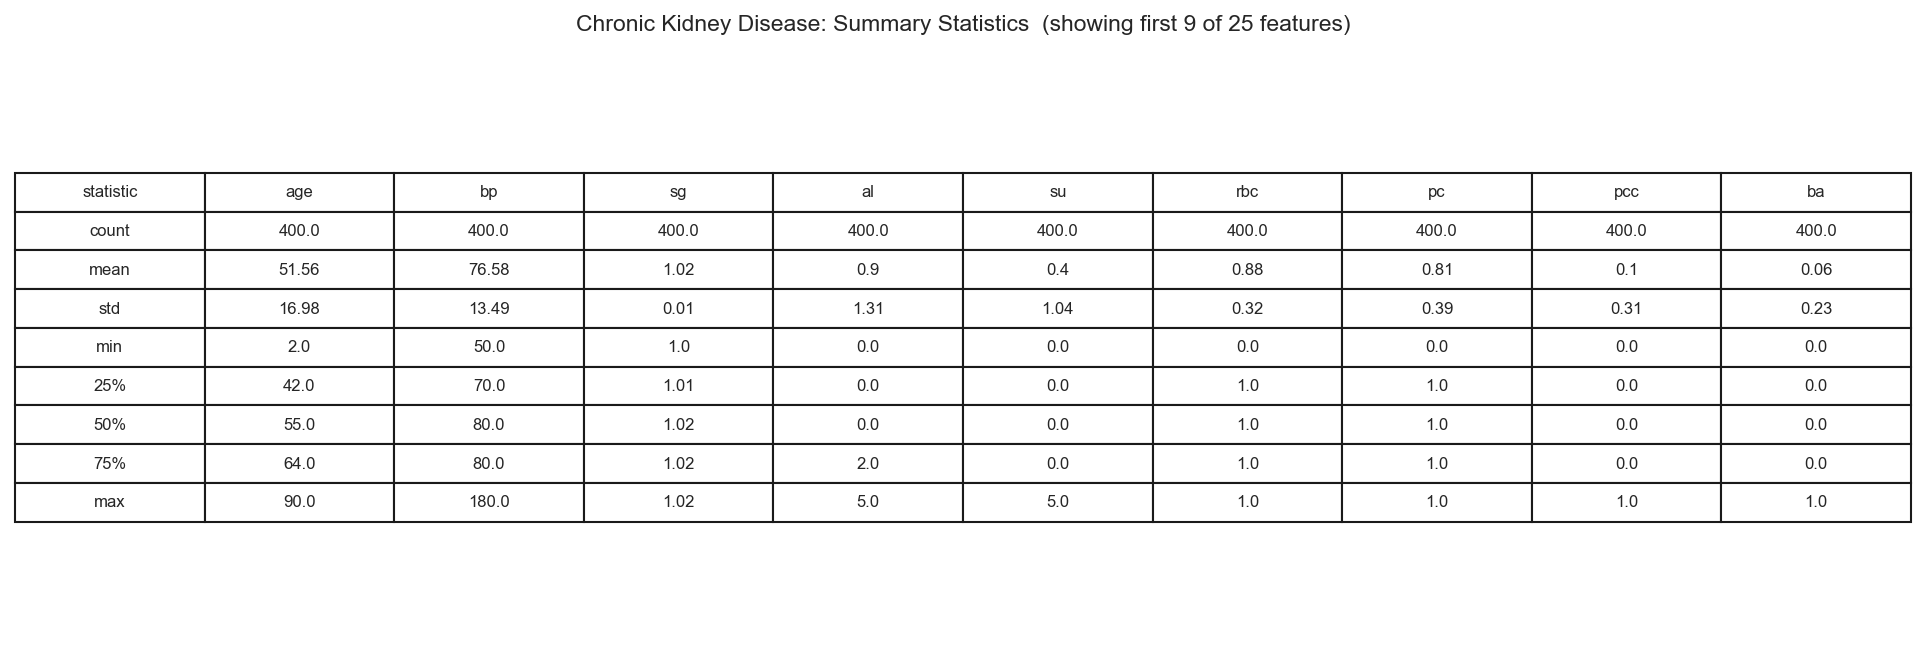 Chronic Kidney Disease: Summary Statistics  (showing first 9 of 25 features)
statistic age bp sg al su rbc pc pcc ba
count 400.0 400.0 400.0 400.0 400.0 400.0 400.0 400.0 400.0
mean 51.56 76.58 1.02 0.9 0.4 0.88 0.81 0.1 0.06
std 16.98 13.49 0.01 1.31 1.04 0.32 0.39 0.31 0.23
min 2.0 50.0 1.0 0.0 0.0 0.0 0.0 0.0 0.0
25% 42.0 70.0 1.01 0.0 0.0 1.0 1.0 0.0 0.0
50% 55.0 80.0 1.02 0.0 0.0 1.0 1.0 0.0 0.0
75% 64.0 80.0 1.02 2.0 0.0 1.0 1.0 0.0 0.0
max 90.0 180.0 1.02 5.0 5.0 1.0 1.0 1.0 1.0